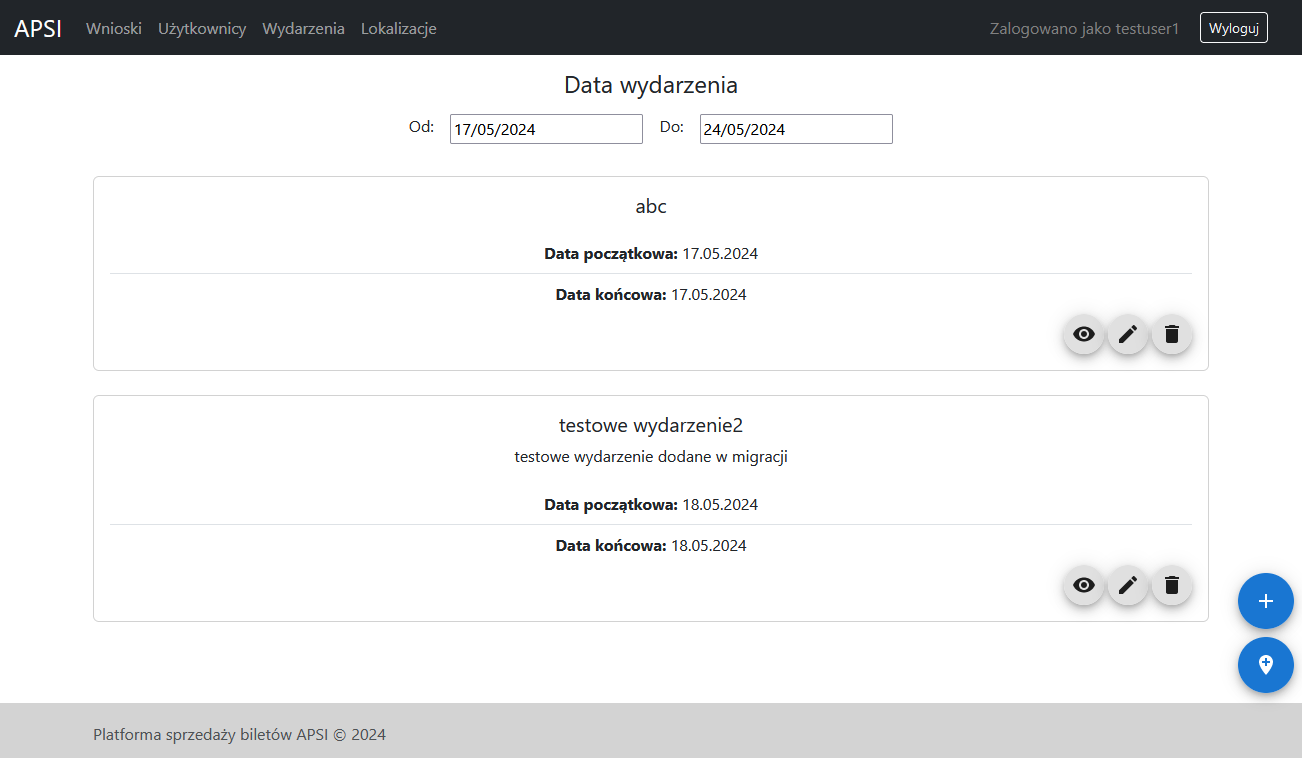 APSI Wnioski Użytkownicy Wydarzenia Lokalizacje Zalogowano jako testuser1 Wyloguj
Data wydarzenia
Od: 17/05/2024 Do: 24/05/2024
abc
Data początkowa: 17.05.2024
Data końcowa: 17.05.2024
testowe wydarzenie2
testowe wydarzenie dodane w migracji
Data początkowa: 18.05.2024
Data końcowa: 18.05.2024
Platforma sprzedaży biletów APSI © 2024